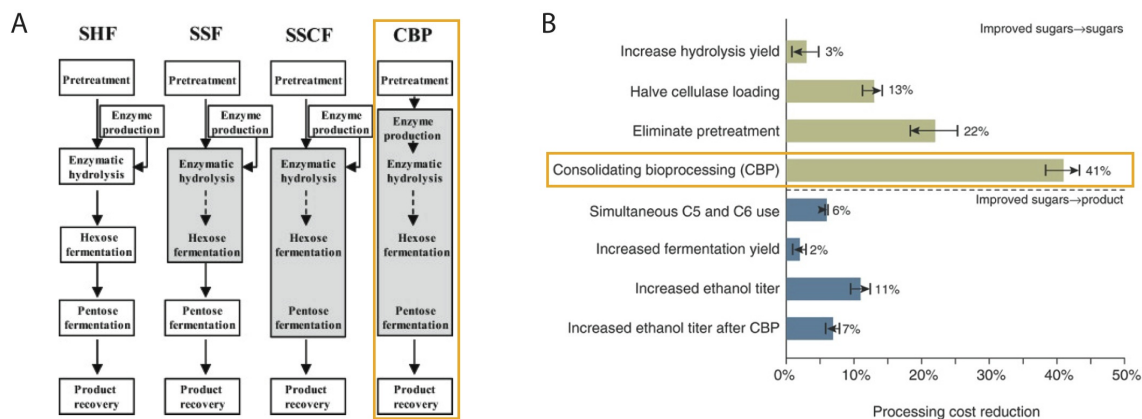 A
SHF
Pretreatment
Enzyme
production
Enzymatic
hydrolysis
Hexose
fermentation
Pentose
fermentation
Product
recovery
SSF
Pretreatment
Enzyme
production
Enzymatic
hydrolysis
Hexose
fermentation
Pentose
fermentation
Product
recovery
SSCF
Pretreatment
Enzyme
production
Enzymatic
hydrolysis
Hexose
fermentation
Pentose
fermentation
Product
recovery
CBP
Pretreatment
Enzyme
production
Enzymatic
hydrolysis
Hexose
fermentation
Pentose
fermentation
Product
recovery
B
Improved sugars→sugars
Increase hydrolysis yield 3%
Halve cellulase loading 13%
Eliminate pretreatment 22%
Consolidating bioprocessing (CBP) 41%
Improved sugars→product
Simultaneous C5 and C6 use 6%
Increased fermentation yield 2%
Increased ethanol titer 11%
Increased ethanol titer after CBP 7%
0% 10% 20% 30% 40% 50%
Processing cost reduction